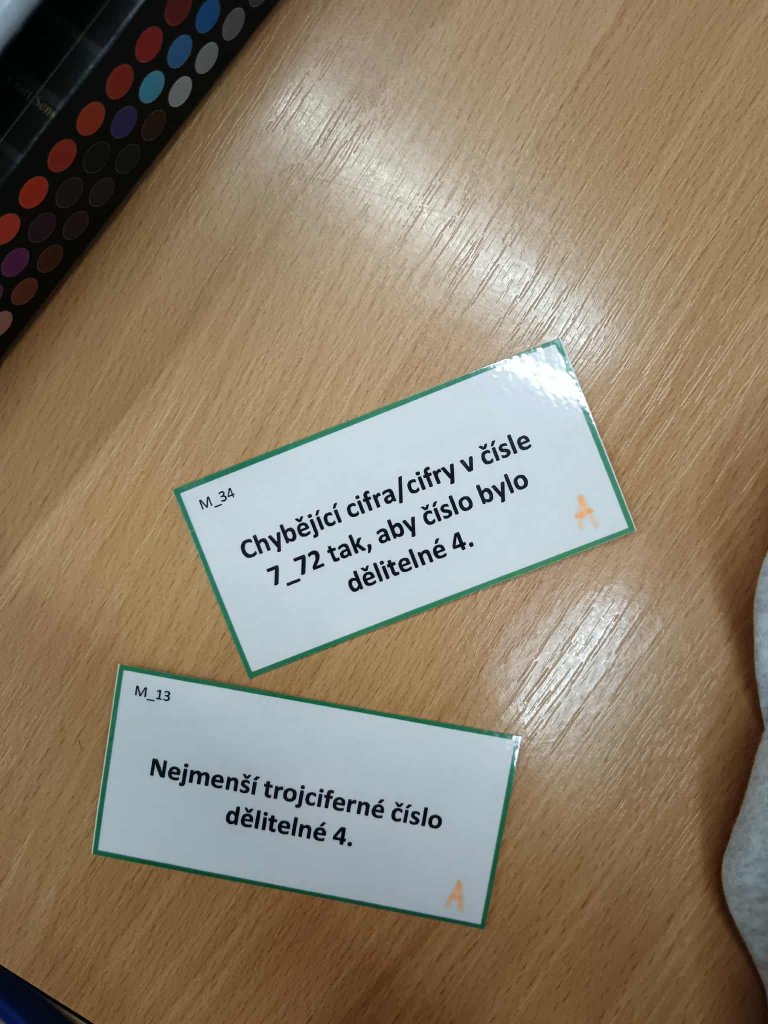 M_34
Chybějící cifra/cifry v čísle
7_72 tak, aby číslo bylo
dělitelné 4.
A
M_13
Nejmenší trojciferné číslo
dělitelné 4.
A